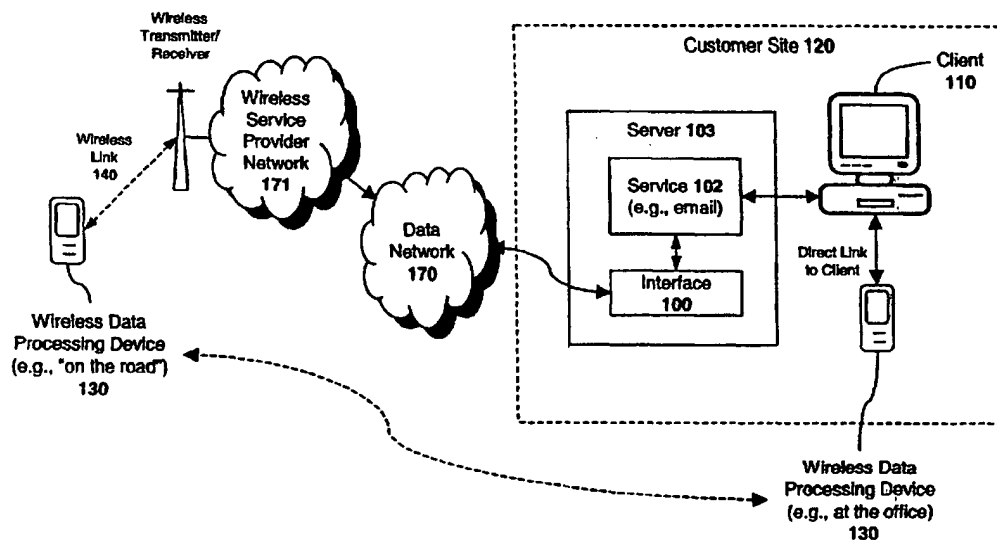 Wireless
Transmitter/
Receiver
Wireless
Service
Provider
Network
171
Wireless
Link
140
Data
Network
170
Wireless Data
Processing Device
(e.g., "on the road")
130
Customer Site 120
Client
110
Server 103
Service 102
(e.g., email)
Interface
100
Direct Link
to Client
Wireless Data
Processing Device
(e.g., at the office)
130